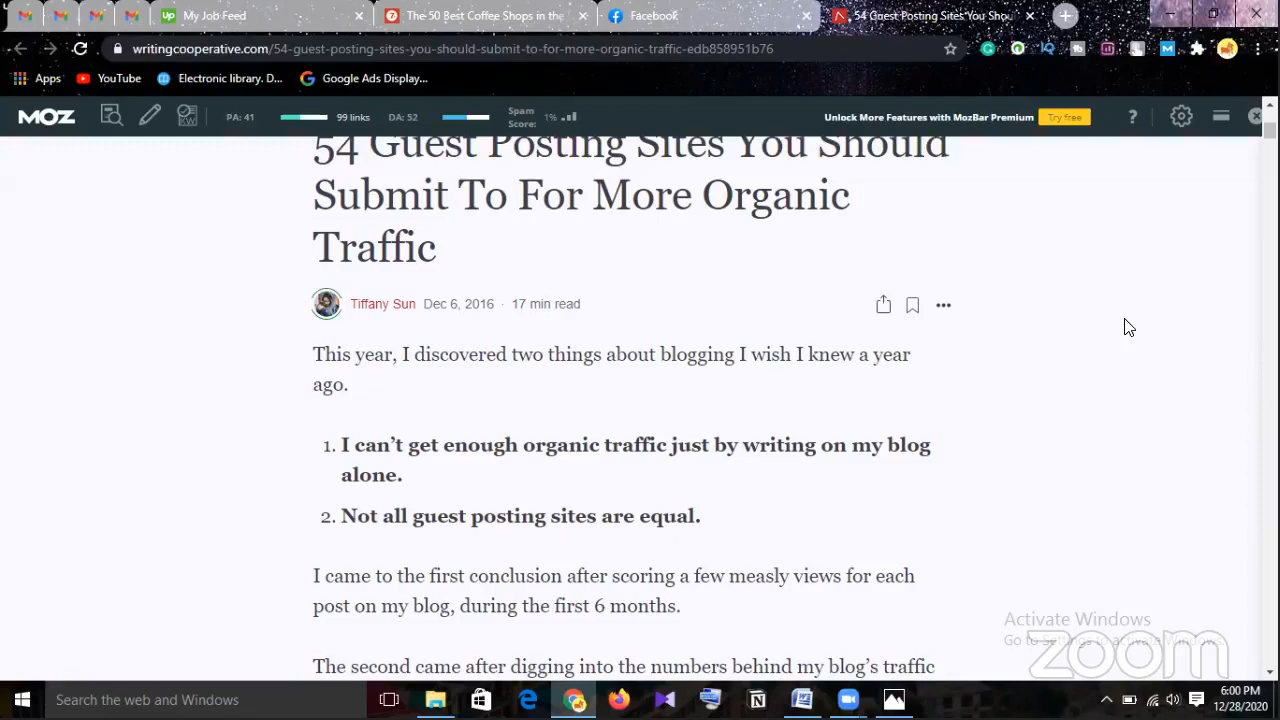 My Job Feed
The 50 Best Coffee Shops in the
Facebook
54 Guest Posting Sites You Shou
writingcooperative.com/54-guest-posting-sites-you-should-submit-to-for-more-organic-traffic-edb858951b76
Apps
YouTube
Electronic library. D...
Google Ads Display...
MOZ
PA: 41
99 links
DA: 52
Spam
Score:
1%
Unlock More Features with MozBar Premium
Try free
54 Guest Posting Sites You Should
Submit To For More Organic
Traffic
Tiffany Sun Dec 6, 2016 · 17 min read
This year, I discovered two things about blogging I wish I knew a year
ago.
1. I can't get enough organic traffic just by writing on my blog
alone.
2. Not all guest posting sites are equal.
I came to the first conclusion after scoring a few measly views for each
post on my blog, during the first 6 months.
The second came after digging into the numbers behind my blog's traffic
Activate Windows
Go to Settings to activate Windows.
zoom
Search the web and Windows
6:00 PM
12/28/2020